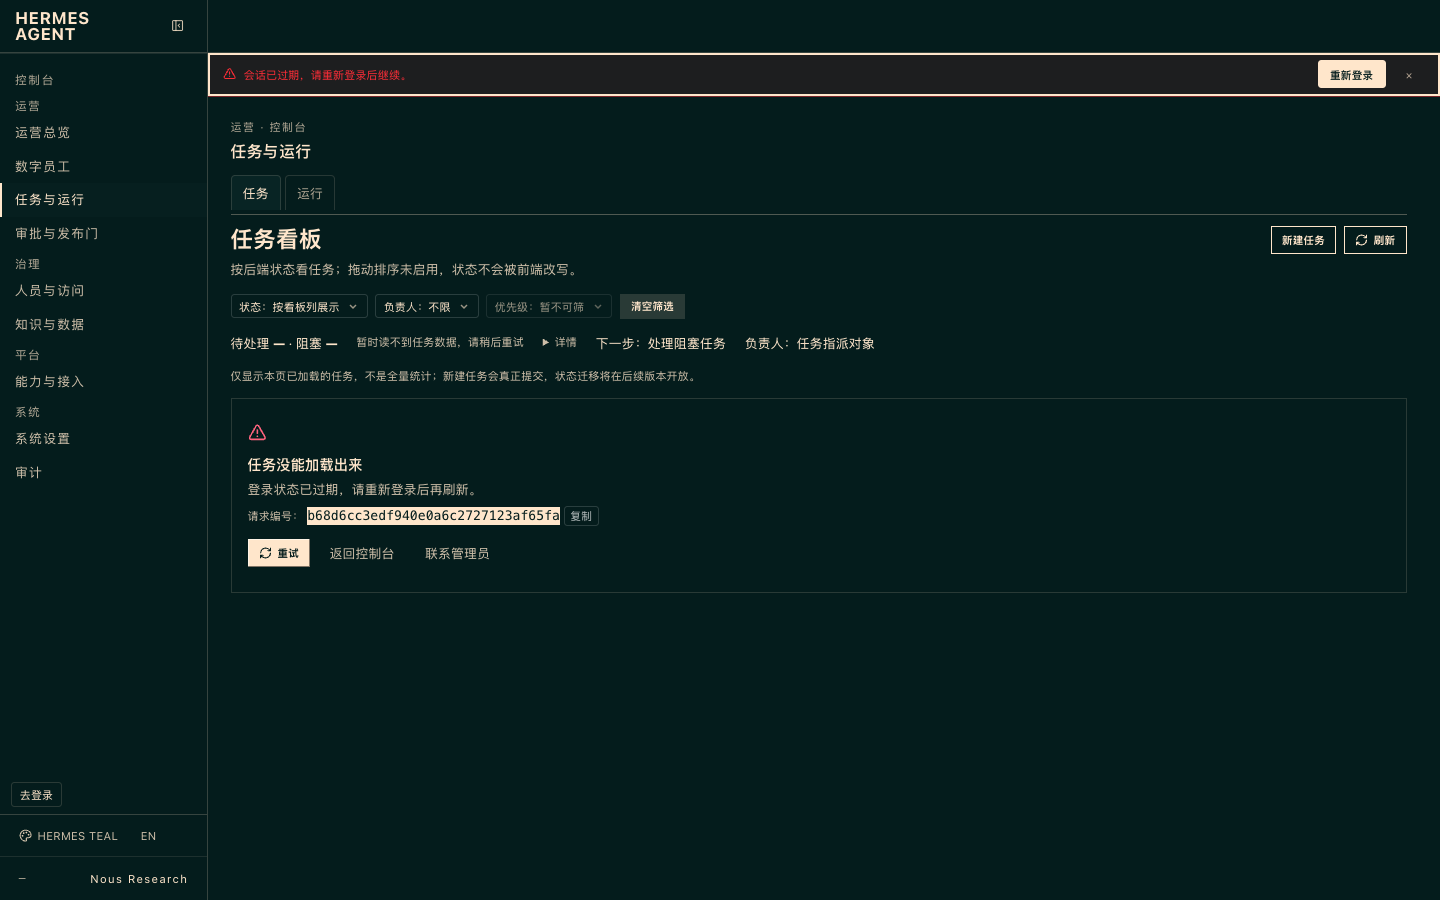 HERMES
AGENT
会话已过期，请重新登录后继续。
重新登录
×
控制台
运营
运营总览
数字员工
任务与运行
审批与发布门
治理
人员与访问
知识与数据
平台
能力与接入
系统
系统设置
审计
去登录
HERMES TEAL
EN
—
Nous Research
运营 · 控制台
任务与运行
任务
运行
任务看板
新建任务
刷新
按后端状态看任务；拖动排序未启用，状态不会被前端改写。
状态：按看板列展示
负责人：不限
优先级：暂不可筛
清空筛选
待处理 — · 阻塞 — 暂时读不到任务数据，请稍后重试 ▶ 详情 下一步：处理阻塞任务 负责人：任务指派对象
仅显示本页已加载的任务，不是全量统计；新建任务会真正提交，状态迁移将在后续版本开放。
任务没能加载出来
登录状态已过期，请重新登录后再刷新。
请求编号： b68d6cc3edf940e0a6c2727123af65fa 复制
重试
返回控制台
联系管理员